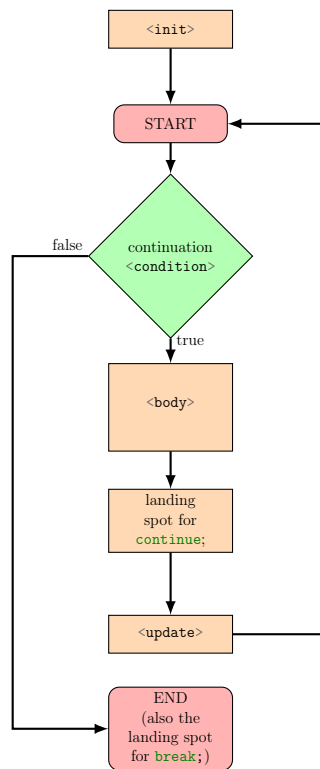 <init>
START
continuation
<condition>
false
true
<body>
landing
spot for
continue;
<update>
END
(also the
landing spot
for break;)